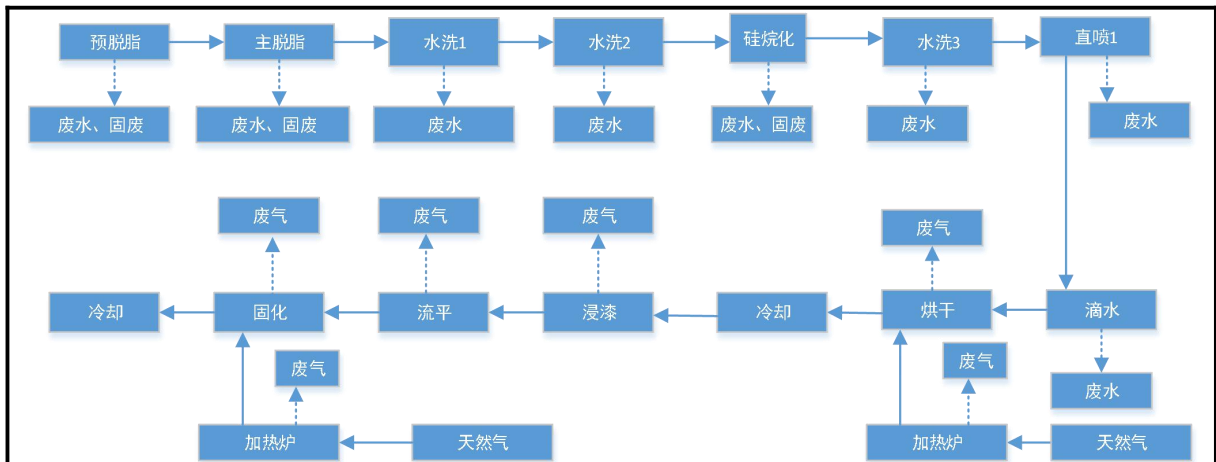 预脱脂
主脱脂
水洗1
水洗2
硅烷化
水洗3
直喷1
废水、固废
废水、固废
废水
废水
废水、固废
废水
废水
废气
废气
废气
废气
冷却
固化
流平
浸漆
冷却
烘干
滴水
废气
废气
废水
加热炉
天然气
加热炉
天然气